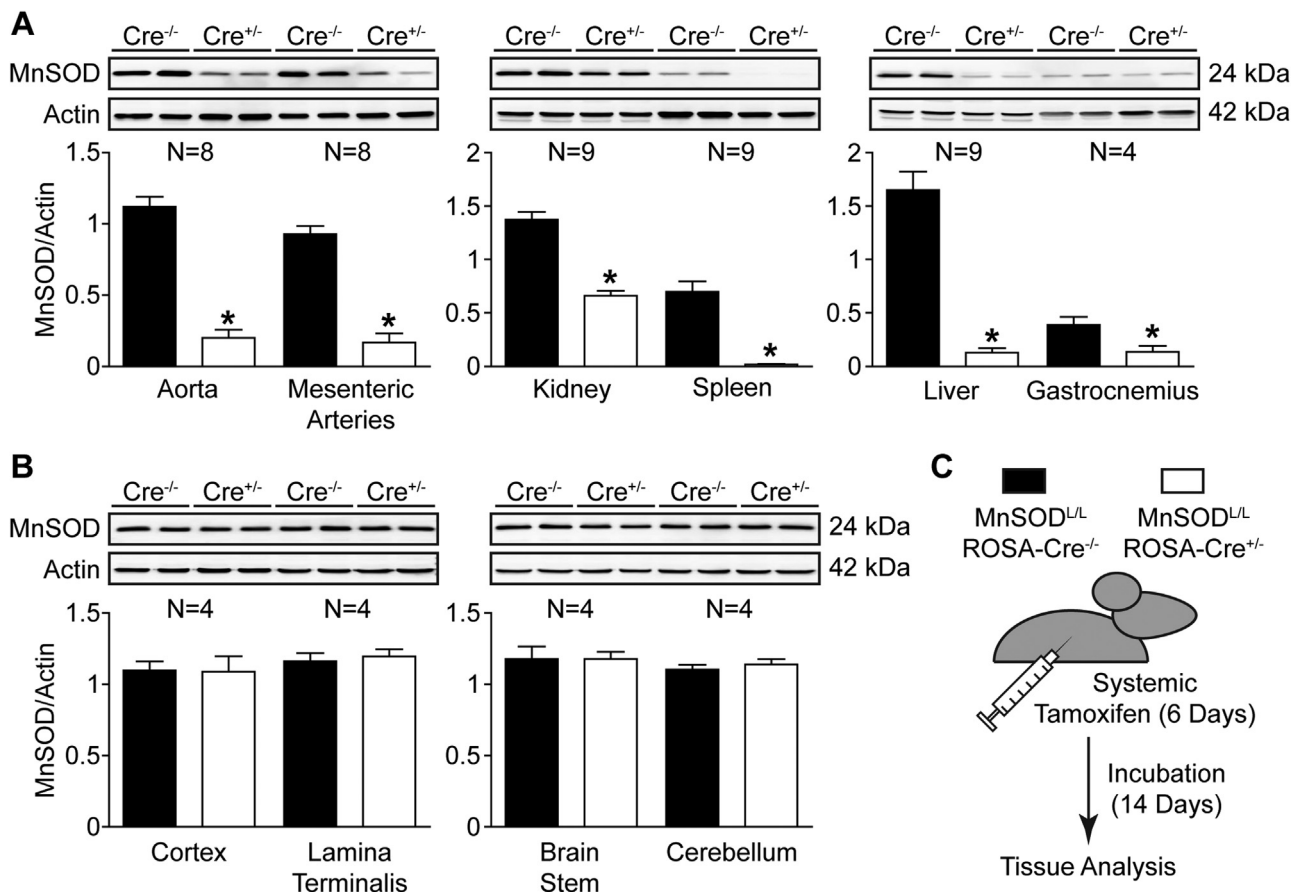 A
Cre-/- Cre+/- Cre-/- Cre+/- Cre-/- Cre+/- Cre-/- Cre+/- Cre-/- Cre+/- Cre-/- Cre+/-
MnSOD 24 kDa
Actin 42 kDa
N=8 N=8 N=9 N=9 N=9 N=4
MnSOD/Actin
1.5
1
0.5
0
*
*
Aorta
Mesenteric
Arteries
2
1.5
1
0.5
0
*
*
Kidney Spleen
2
1.5
1
0.5
0
*
*
Liver Gastrocnemius
B
Cre-/- Cre+/- Cre-/- Cre+/- Cre-/- Cre+/- Cre-/- Cre+/-
MnSOD 24 kDa
Actin 42 kDa
N=4 N=4 N=4 N=4
MnSOD/Actin
1.5
1
0.5
0
Cortex
Lamina
Terminalis
1.5
1
0.5
0
Brain
Stem
Cerebellum
C
MnSODL/L
ROSA-Cre-/-
MnSODL/L
ROSA-Cre+/-
Systemic
Tamoxifen (6 Days)
Incubation
(14 Days)
Tissue Analysis